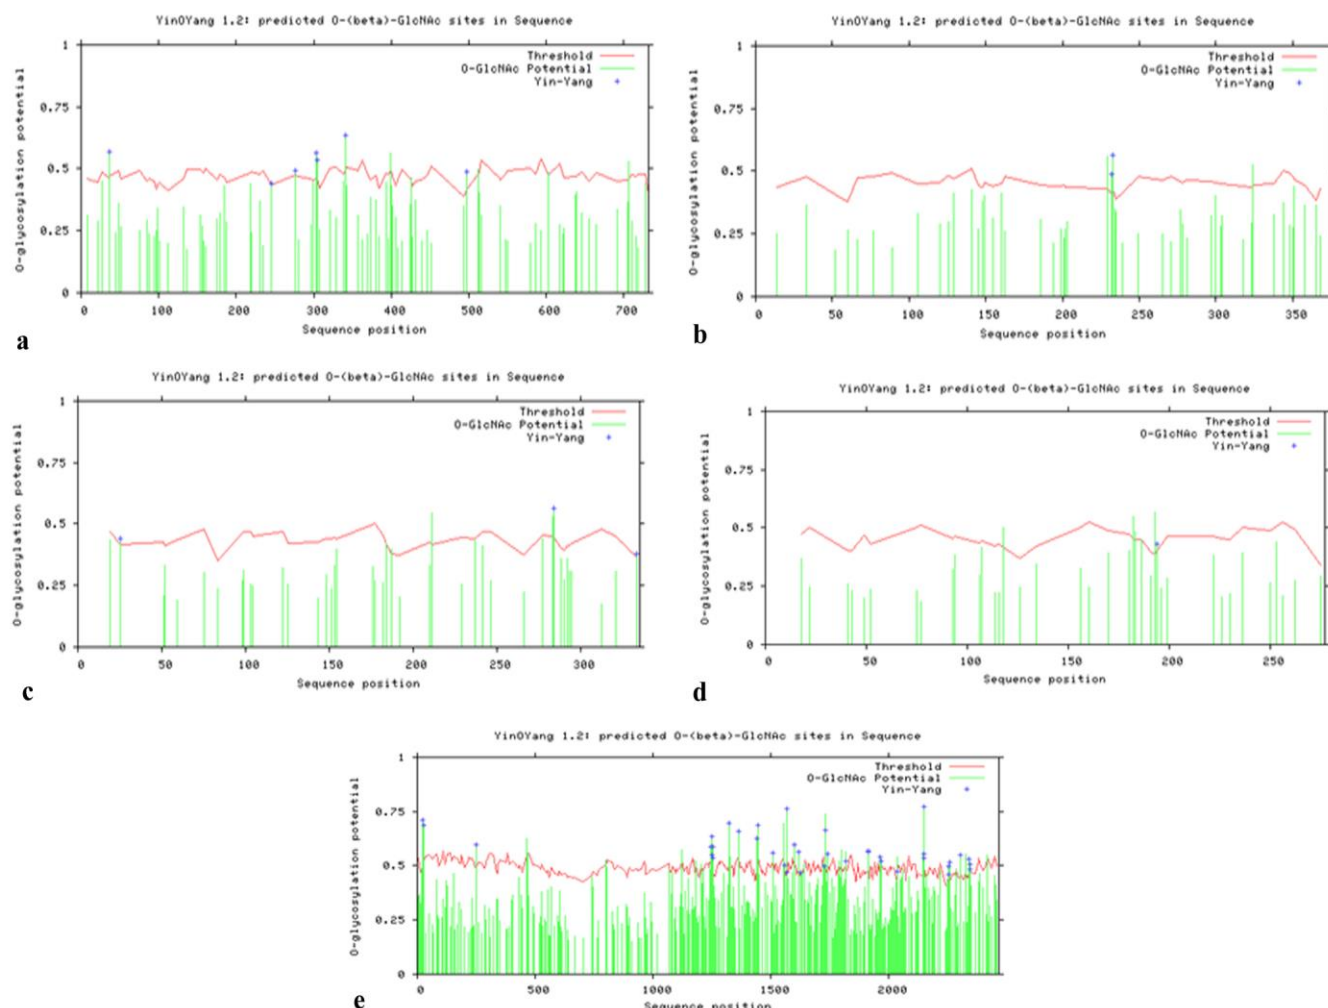 YinOYang 1.2: predicted O-(beta)-GlcNAc sites in Sequence
O-glycosylation potential
1
0.75
0.5
0.25
0
Threshold
O-GlcNAc Potential
Yin-Yang
0 100 200 300 400 500 600 700
Sequence position
a
YinOYang 1.2: predicted O-(beta)-GlcNAc sites in Sequence
O-glycosylation potential
1
0.75
0.5
0.25
0
Threshold
O-GlcNAc Potential
Yin-Yang
0 50 100 150 200 250 300 350
Sequence position
b
YinOYang 1.2: predicted O-(beta)-GlcNAc sites in Sequence
O-glycosylation potential
1
0.75
0.5
0.25
0
Threshold
O-GlcNAc Potential
Yin-Yang
0 50 100 150 200 250 300
Sequence position
c
YinOYang 1.2: predicted O-(beta)-GlcNAc sites in Sequence
O-glycosylation potential
1
0.75
0.5
0.25
0
Threshold
O-GlcNAc Potential
Yin-Yang
0 50 100 150 200 250
Sequence position
d
YinOYang 1.2: predicted O-(beta)-GlcNAc sites in Sequence
O-glycosylation potential
1
0.75
0.5
0.25
0
Threshold
O-GlcNAc Potential
Yin-Yang
0 500 1000 1500 2000
Sequence position
e